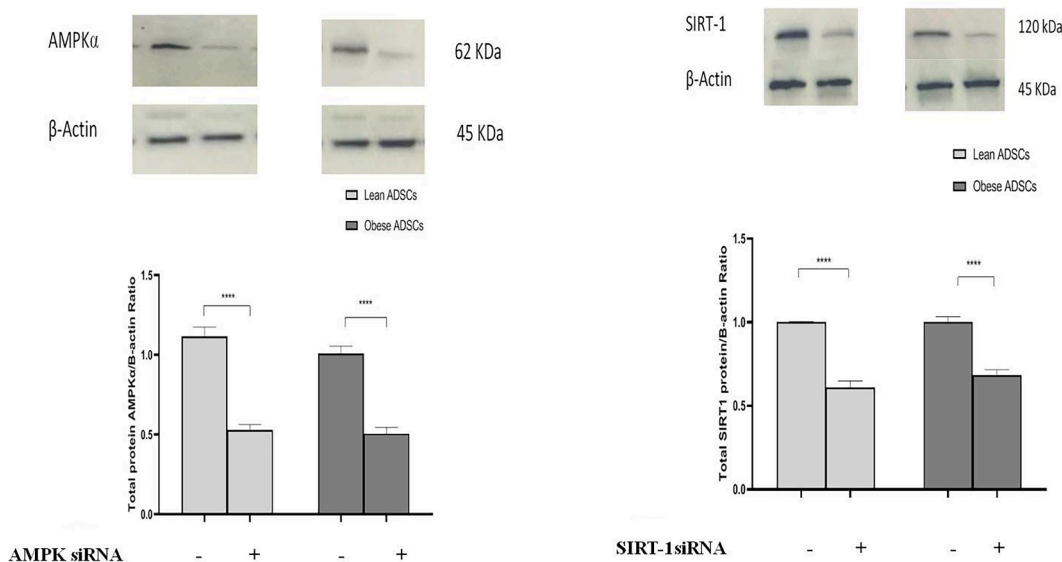 AMPKα
62 KDa
β-Actin
45 KDa
Lean ADSCs
Obese ADSCs
Total protein AMPKα/B-actin Ratio
1.5
1.0
0.5
0.0
****
****
AMPK siRNA - + - +
SIRT-1
120 kDa
β-Actin
45 KDa
Lean ADSCs
Obese ADSCs
Total SIRT1 protein/B-actin Ratio
1.5
1.0
0.5
0.0
****
****
SIRT-1siRNA - + - +